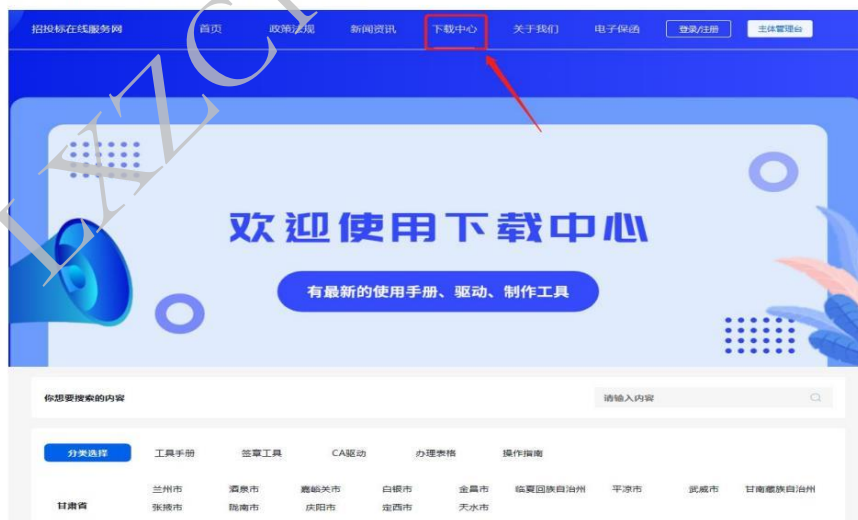 招投标在线服务网 首页 政策法规 新闻资讯 下载中心 关于我们 电子保函 登录/注册 主体管理台
欢迎使用下载中心
有最新的使用手册、驱动、制作工具
你想要搜索的内容 请输入内容
分类选择 工具手册 签章工具 CA驱动 办理表格 操作指南
兰州市 酒泉市 嘉峪关市 白银市 金昌市 临夏回族自治州 平凉市 武威市 甘南藏族自治州
甘肃省
张掖市 陇南市 庆阳市 定西市 天水市